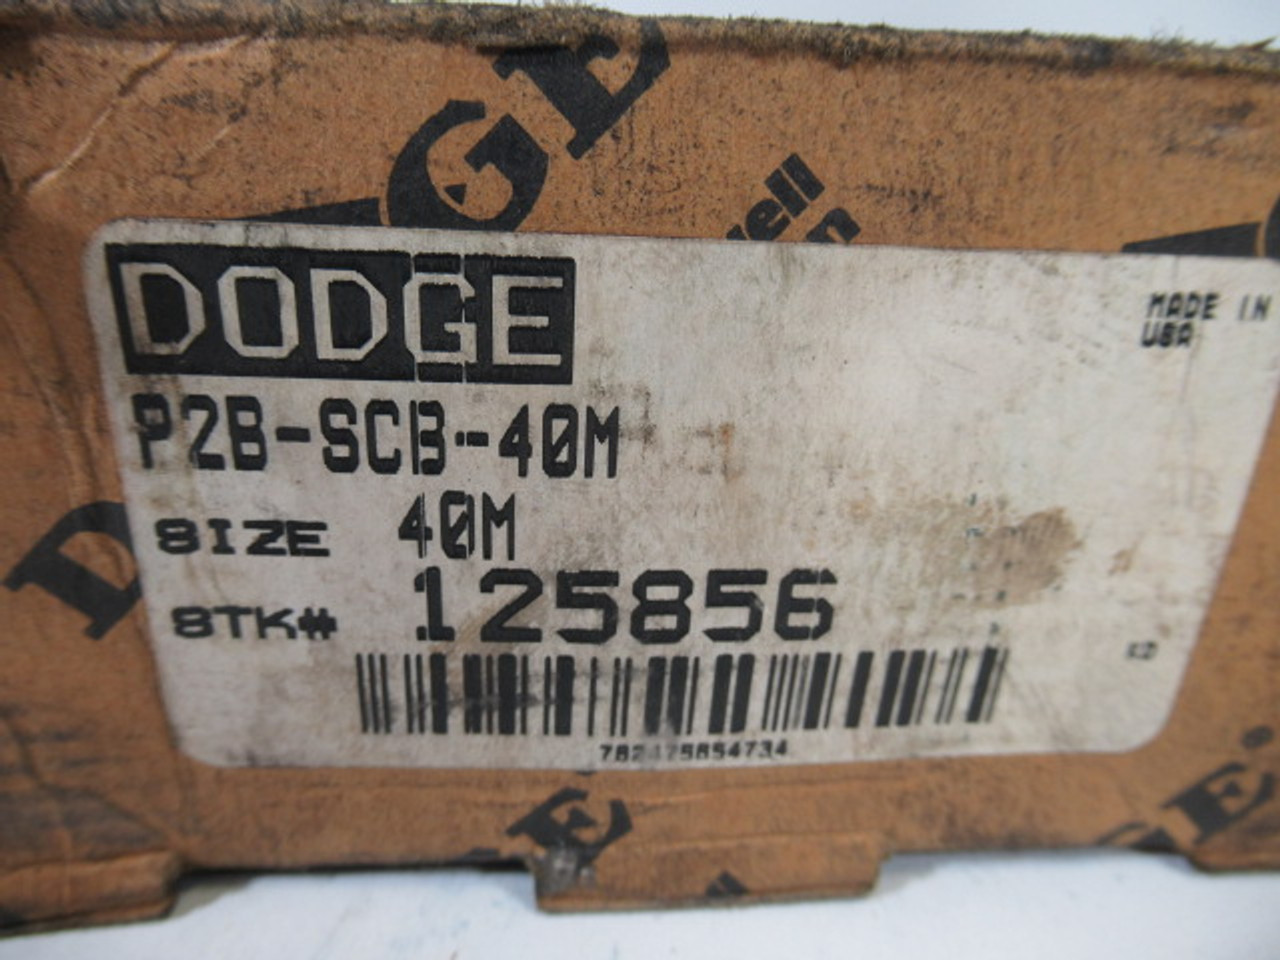 DODGE
MADE IN
USA
P2B-SCB-40M
SIZE 40M
STK# 125856